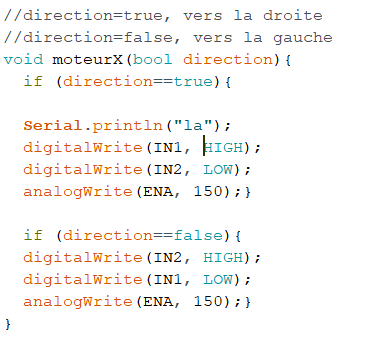 //direction=true, vers la droite
//direction=false, vers la gauche
void moteurX(bool direction){
  if (direction==true){

  Serial.println("la");
  digitalWrite(IN1, HIGH);
  digitalWrite(IN2, LOW);
  analogWrite(ENA, 150);}

  if (direction==false){
  digitalWrite(IN2, HIGH);
  digitalWrite(IN1, LOW);
  analogWrite(ENA, 150);}
}